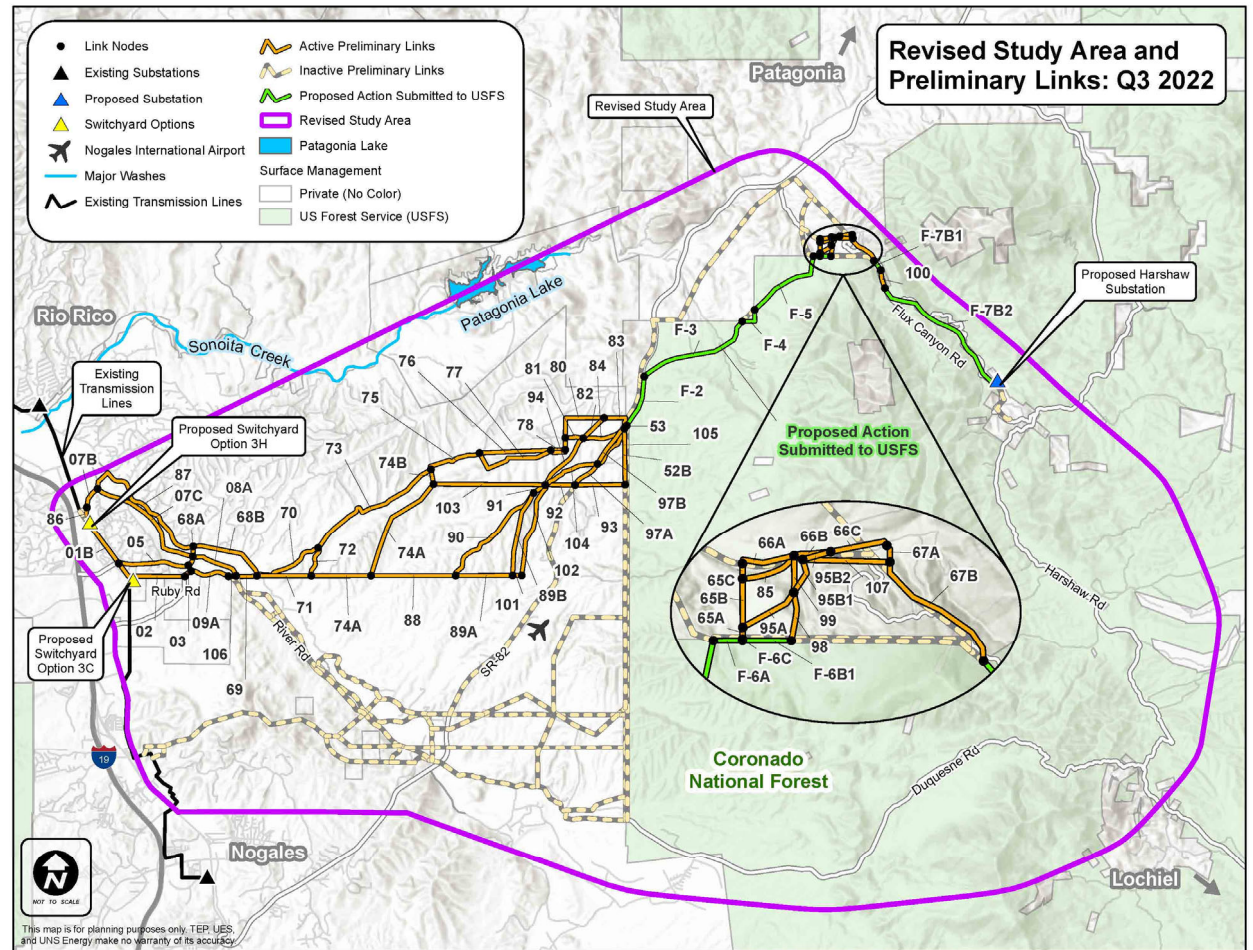 Revised Study Area and
Preliminary Links: Q3 2022
Link Nodes
Existing Substations
Proposed Substation
Switchyard Options
Nogales International Airport
Major Washes
Existing Transmission Lines
Active Preliminary Links
Inactive Preliminary Links
Proposed Action Submitted to USFS
Revised Study Area
Patagonia Lake
Surface Management
Private (No Color)
US Forest Service (USFS)
Patagonia
Revised Study Area
F-7B1
100
Proposed Harshaw
Substation
F-7B2
Flux Canyon Rd
Patagonia Lake
Rio Rico
Sonoita Creek
F-5
F-3
F-4
F-2
Existing
Transmission
Lines
Proposed Switchyard
Option 3H
76
77
75
81
80
84
83
94
82
78
53
105
Proposed Action
Submitted to USFS
73
74B
52B
97B
97A
07B
87
07C
08A
86
68A
68B
70
103
91
92
93
90
104
01B
05
72
74A
102
Ruby Rd
02
03
09A
106
71
74A
88
89A
101
89B
69
River Rd
SR-82
Proposed
Switchyard
Option 3C
66A
66B
66C
67A
65C
65B
85
95B2
95B1
107
67B
65A
95A
99
98
F-6C
F-6A
F-6B1
Harshaw Rd
Coronado
National Forest
Duquesne Rd
19
Nogales
Lochiel
N
NOT TO SCALE
This map is for planning purposes only. TEP, UES,
and UNS Energy make no warranty of its accuracy.